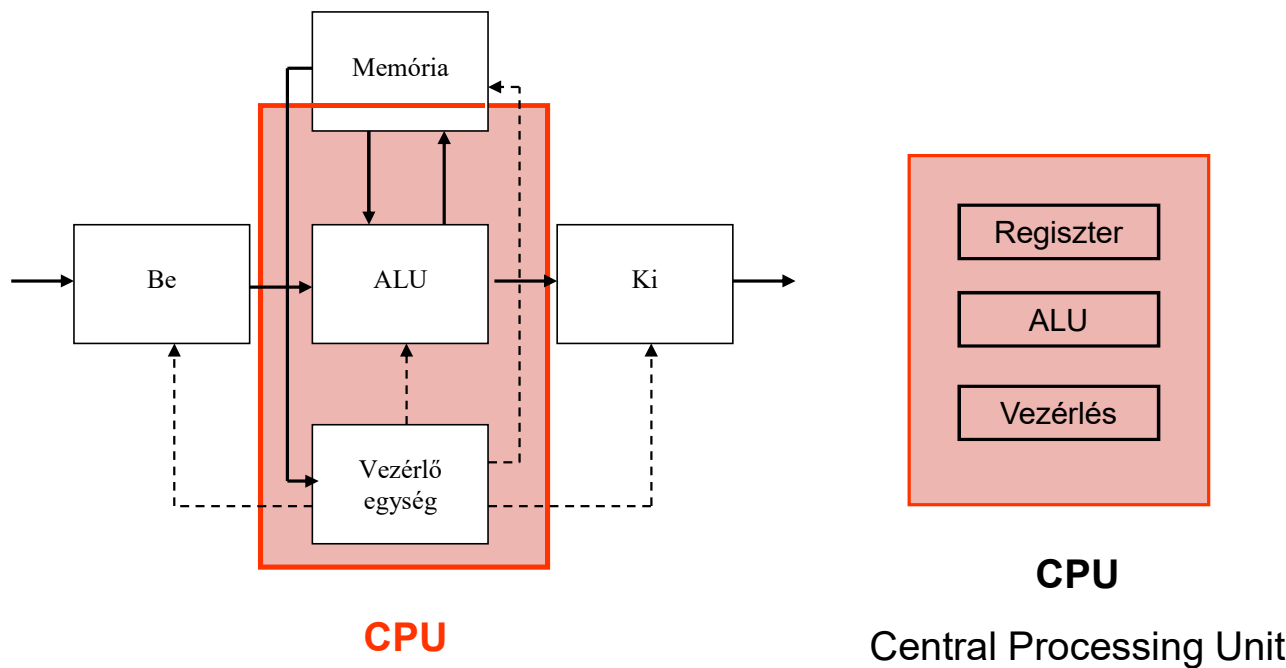 Memória
Be
ALU
Ki
Vezérlő
egység
CPU
Regiszter
ALU
Vezérlés
CPU
Central Processing Unit